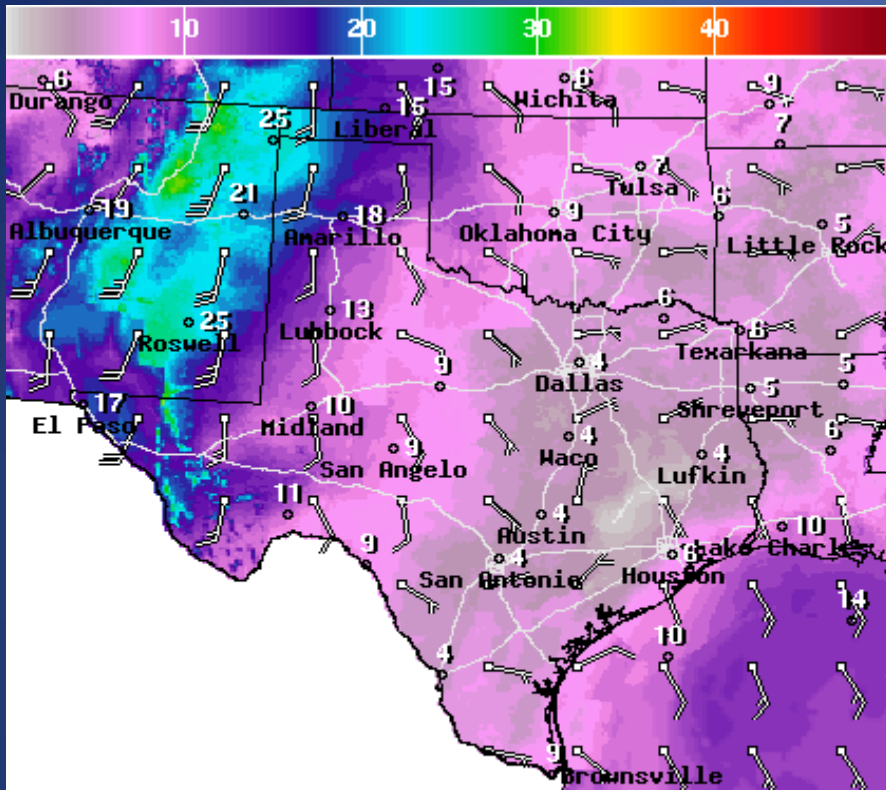 10 20 30 40
6 15 6 9
Durango Wichita
15
Liberal
25 7
7
Tulsa
19 21 18 9 6 5
Albuquerque Amarillo Oklahoma City Little Rock
25 13 6
Roswell Lubbock 8
Texarkana
4
Dallas
9 5 5
17 10 Shreveport
El Paso Midland
9 4 4 6
San Angelo Waco Lufkin
11 4 10
Austin
9 4 6 Lake Charles
San Antonio Houston
14
4 10
9
Brownsville